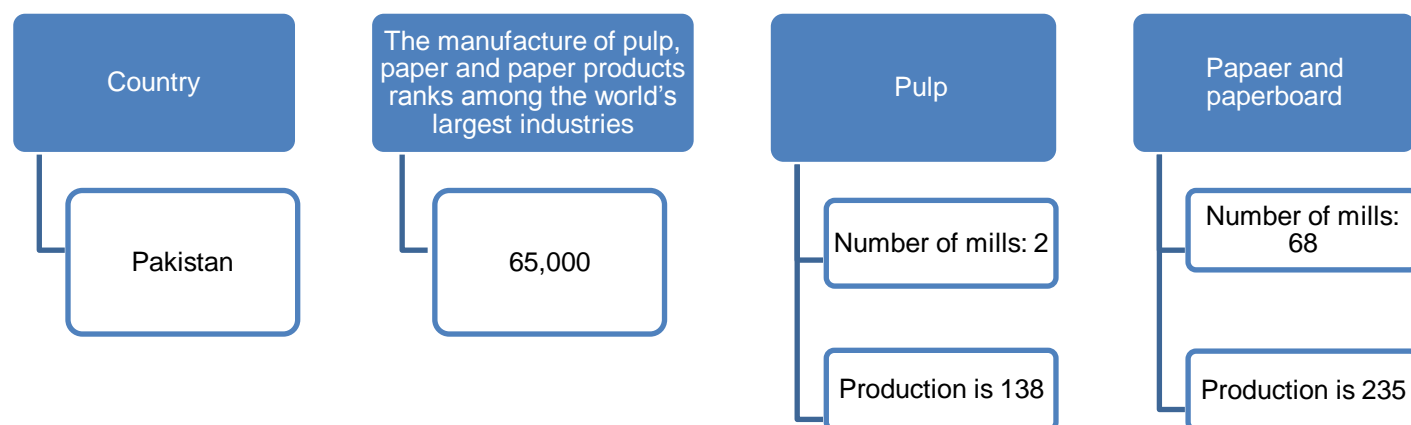 Country
Pakistan
The manufacture of pulp,
paper and paper products
ranks among the world’s
largest industries
65,000
Pulp
Number of mills: 2
Production is 138
Papaer and
paperboard
Number of mills:
68
Production is 235